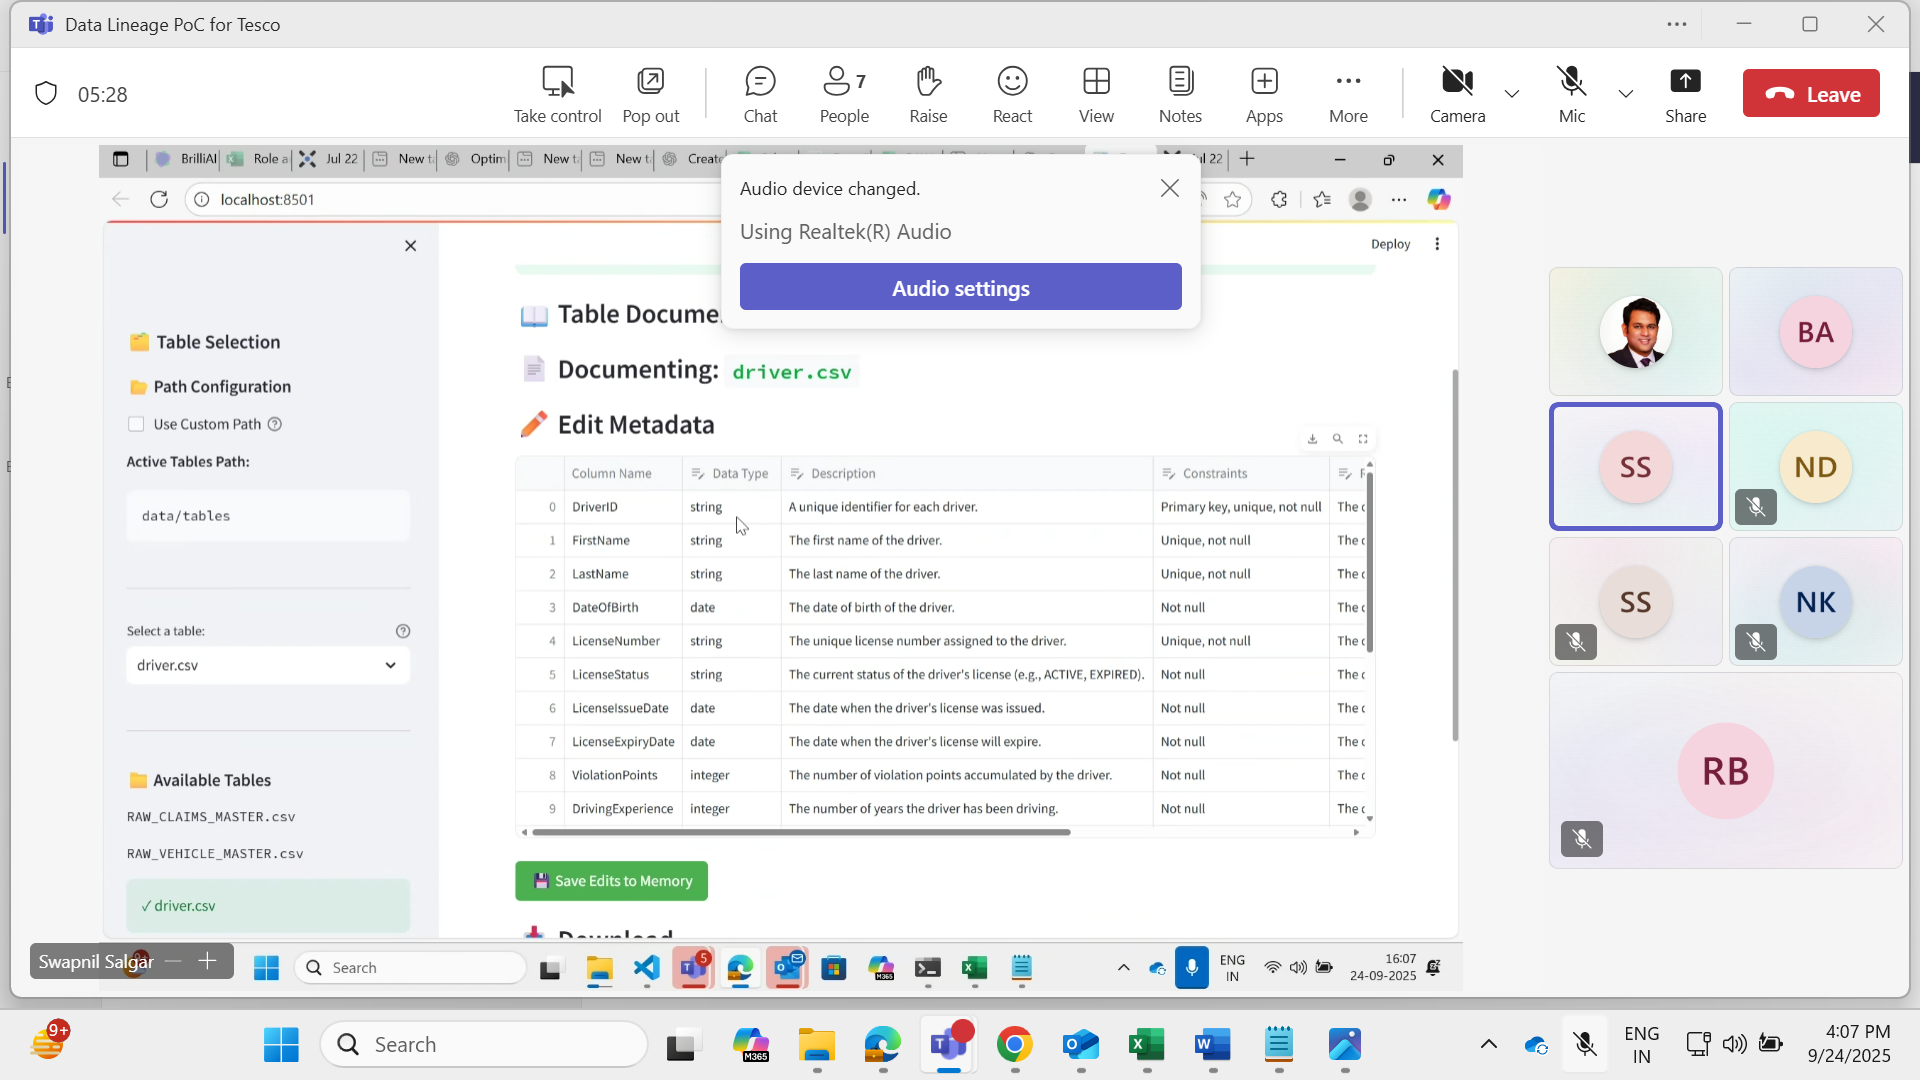 Data Lineage PoC for Tesco
05:28
Take control
Pop out
Chat
People 7
Raise
React
View
Notes
Apps
More
Camera
Mic
Share
Leave
BrilliAI
Role a
Jul 22
New t
Optim
New t
New t
Create
ul 22
localhost:8501
Audio device changed.
Using Realtek(R) Audio
Audio settings
Deploy
Table Selection
Path Configuration
Use Custom Path
Active Tables Path:
data/tables
Select a table:
driver.csv
Available Tables
RAW_CLAIMS_MASTER.csv
RAW_VEHICLE_MASTER.csv
✓ driver.csv
Table Docume
Documenting: driver.csv
Edit Metadata
Column Name Data Type Description Constraints
0 DriverID string A unique identifier for each driver. Primary key, unique, not null The
1 FirstName string The first name of the driver. Unique, not null The
2 LastName string The last name of the driver. Unique, not null The
3 DateOfBirth date The date of birth of the driver. Not null The
4 LicenseNumber string The unique license number assigned to the driver. Unique, not null The
5 LicenseStatus string The current status of the driver's license (e.g., ACTIVE, EXPIRED). Not null The
6 LicenseIssueDate date The date when the driver's license was issued. Not null The
7 LicenseExpiryDate date The date when the driver's license will expire. Not null The
8 ViolationPoints integer The number of violation points accumulated by the driver. Not null The
9 DrivingExperience integer The number of years the driver has been driving. Not null The
Save Edits to Memory
Download
BA
SS
ND
SS
NK
RB
Swapnil Salgar
Search
5
M365
ENG
IN
16:07
24-09-2025
9+
Search
M365
ENG
IN
4:07 PM
9/24/2025